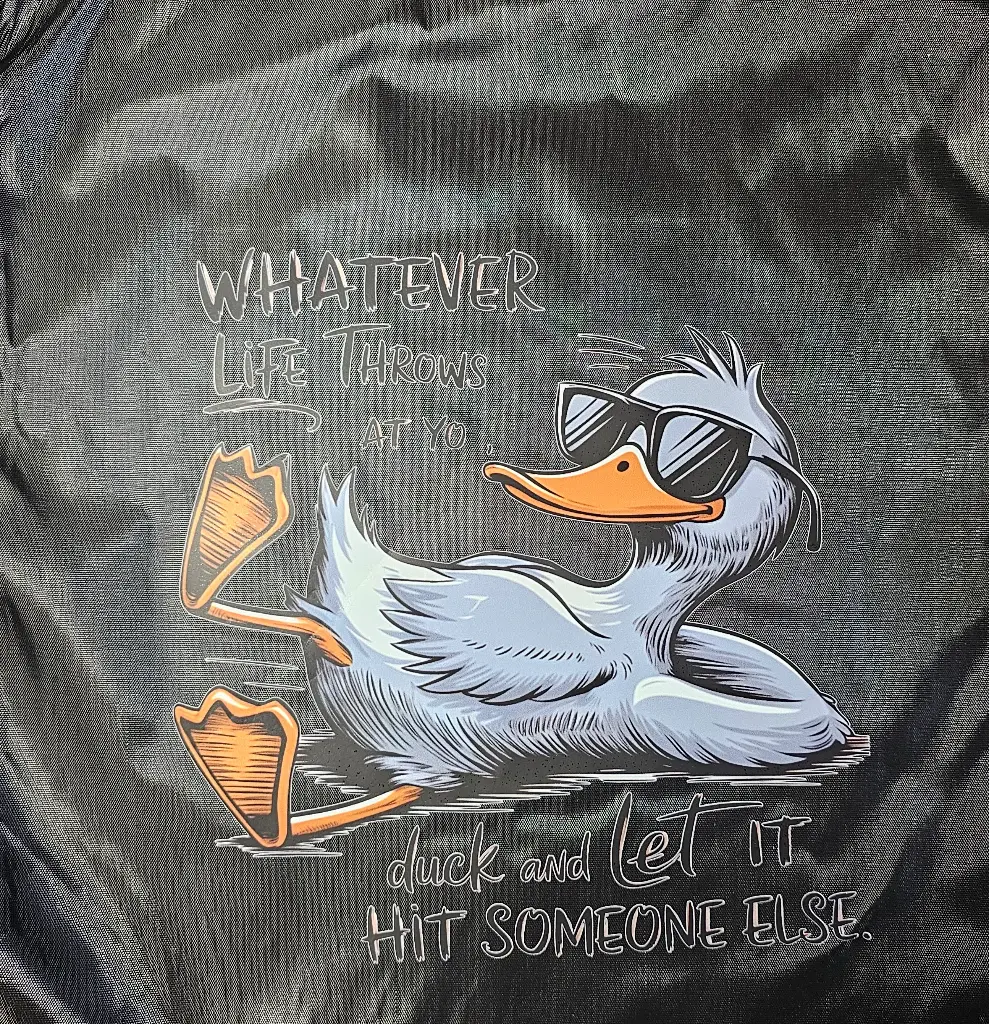 WHATEVER
LiFE THROWS
AT YO .
duck and Let IT
HiT SOMEONE ELSE.